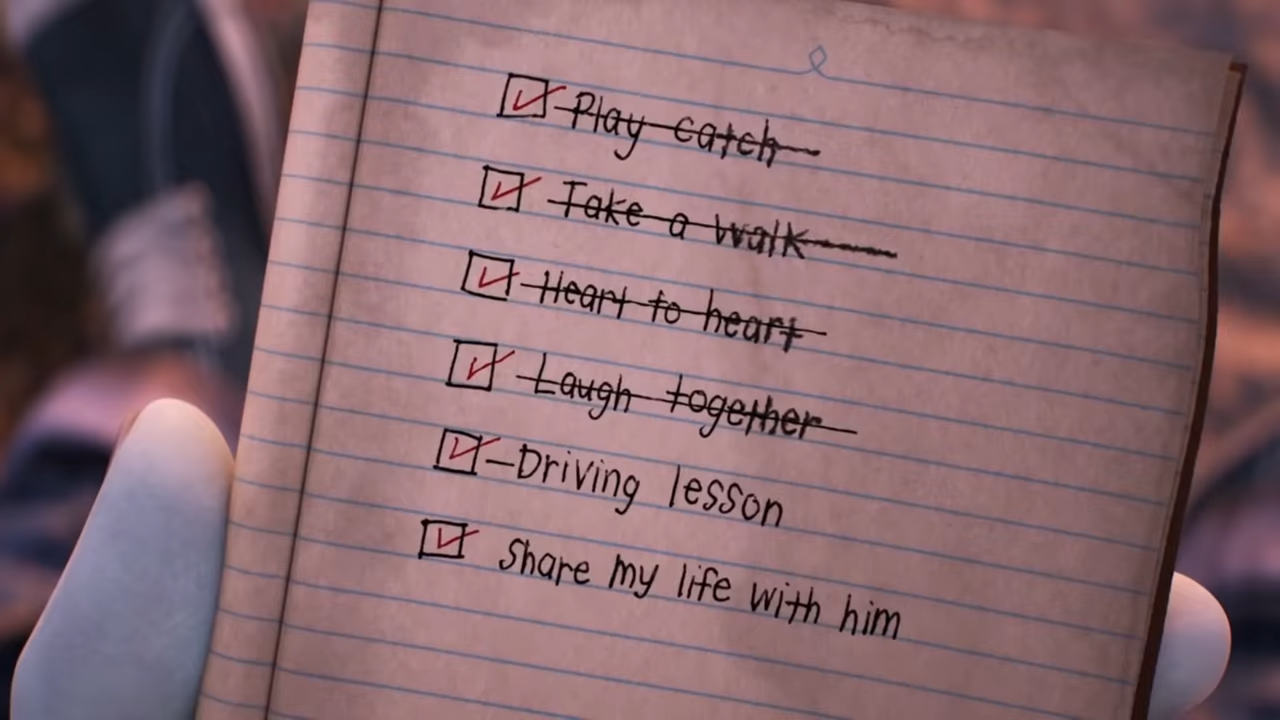 Play catch
Take a walk
Heart to heart
Laugh together
Driving lesson
Share my life with him